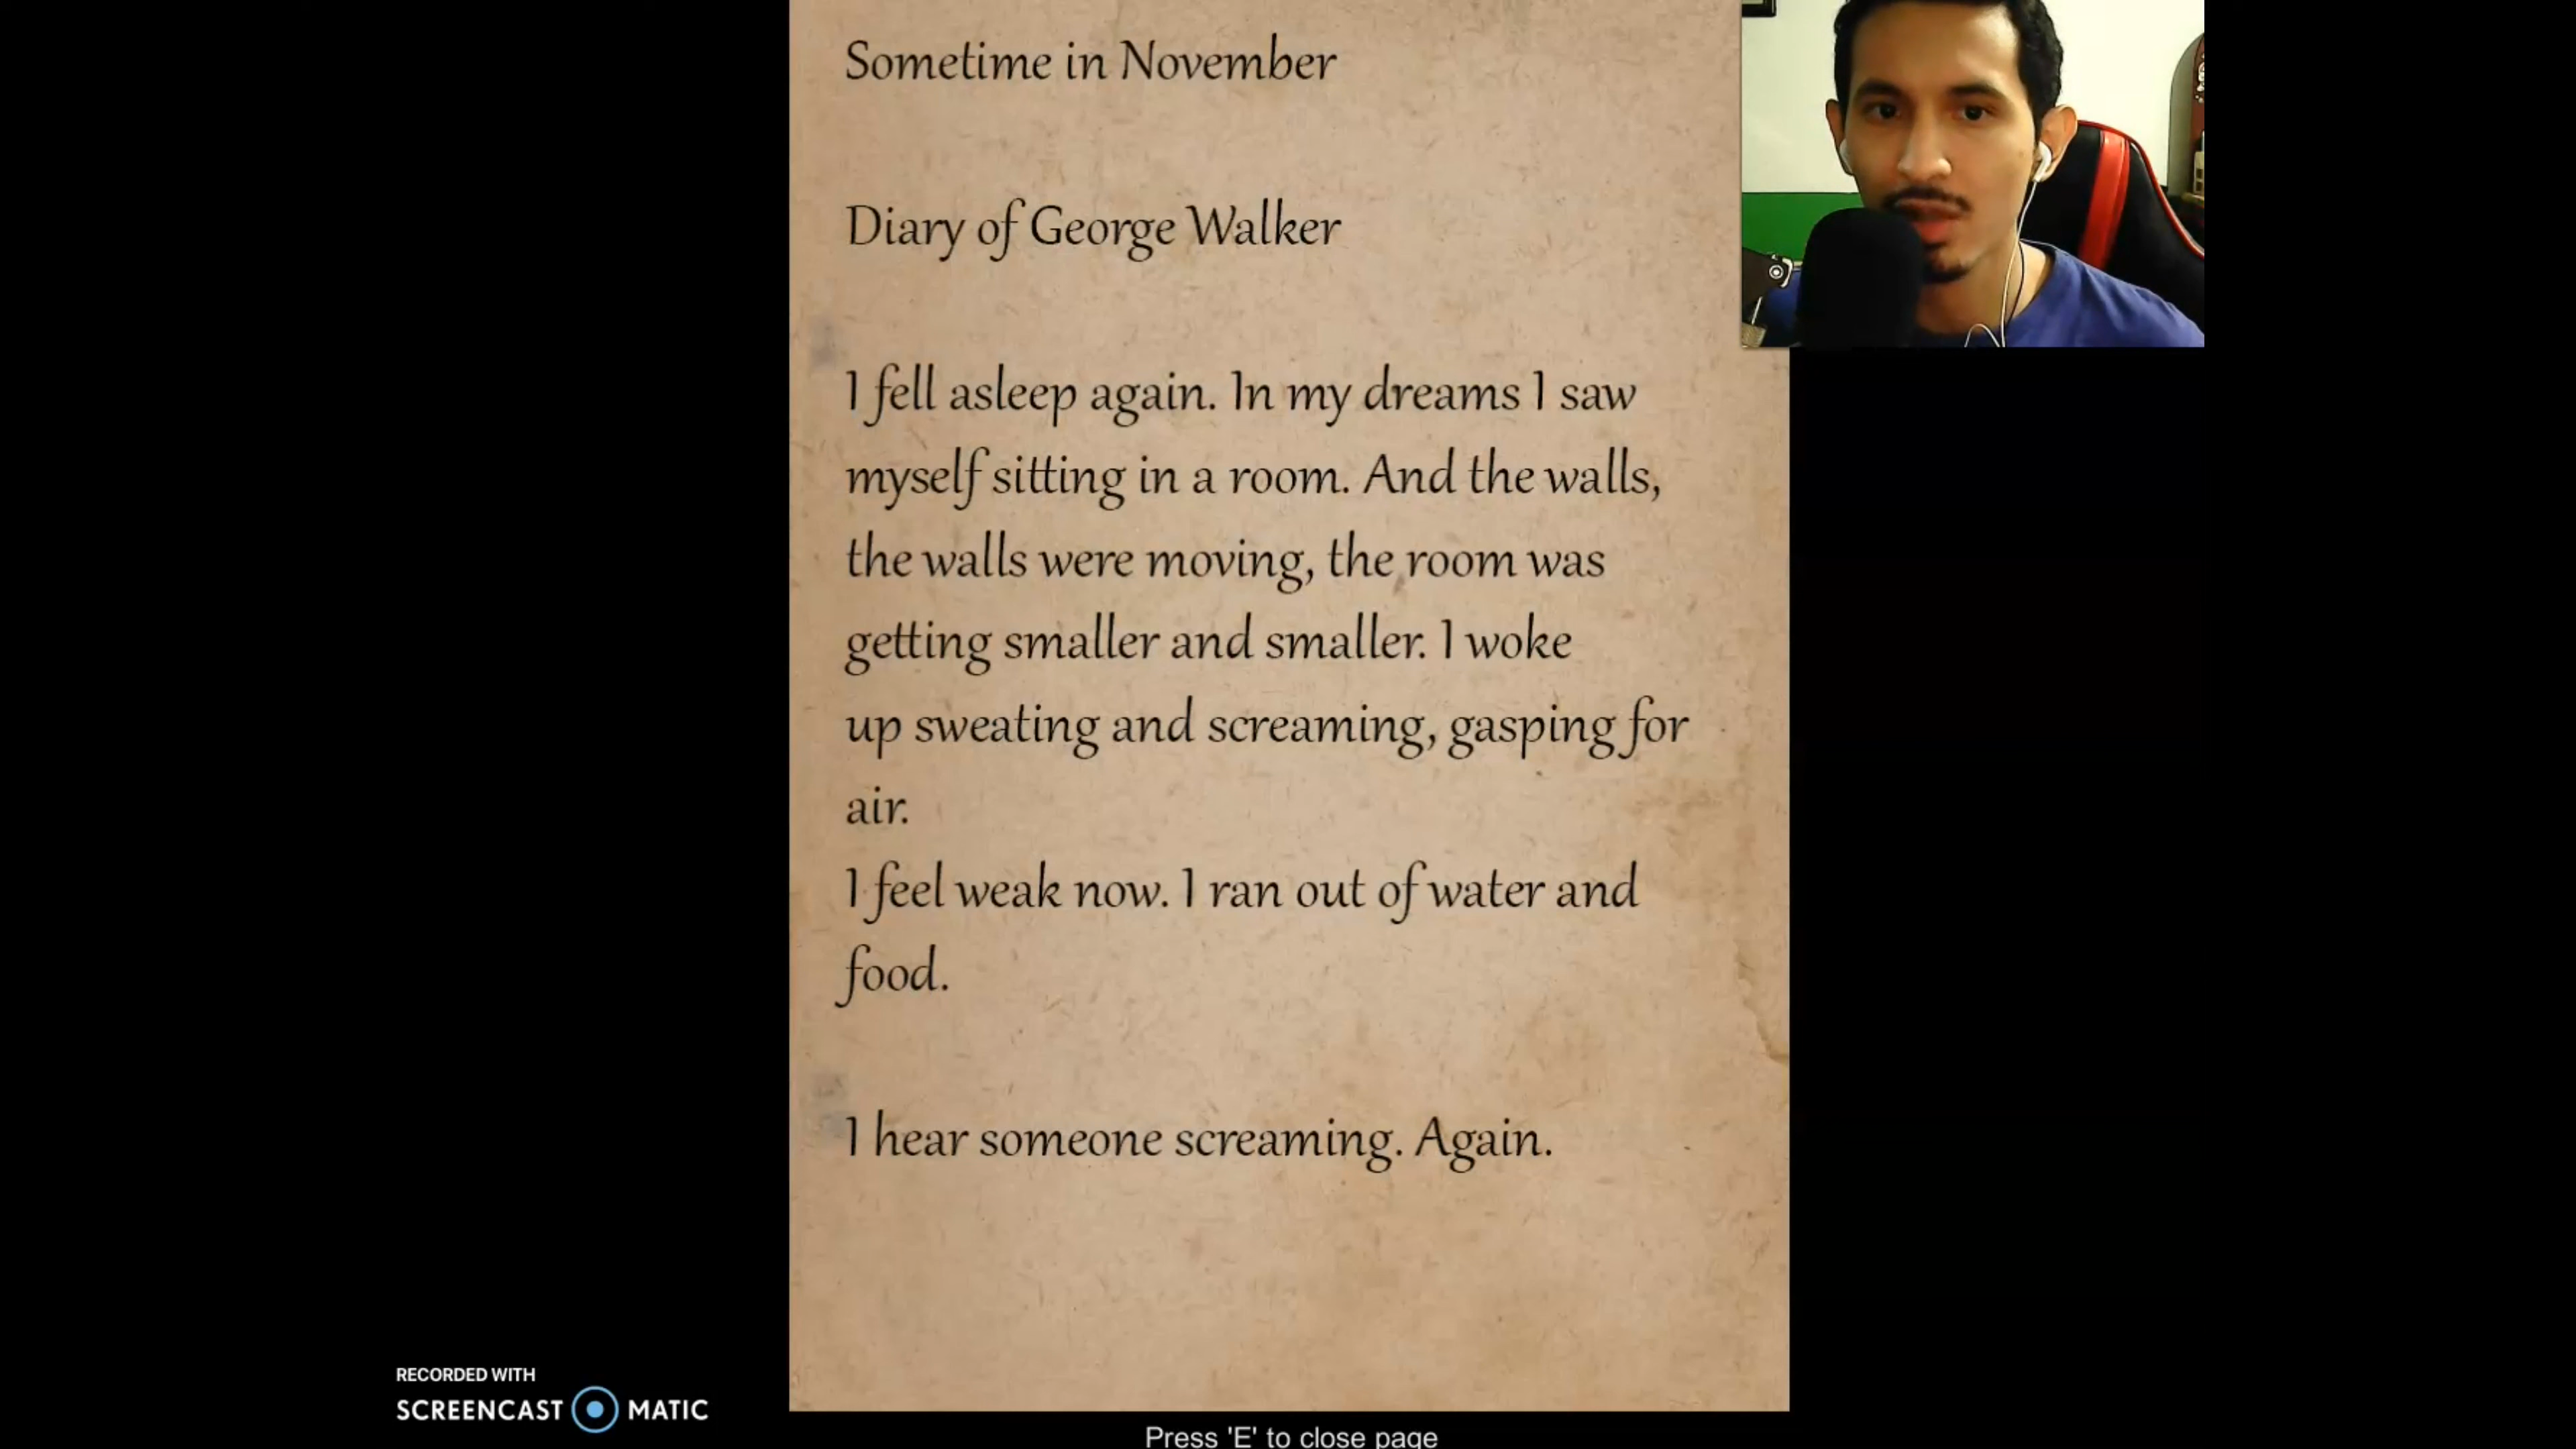 Sometime in November
Diary of George Walker
I fell asleep again. In my dreams I saw
myself sitting in a room. And the walls,
the walls were moving, the room was
getting smaller and smaller. I woke
up sweating and screaming, gasping for
air.
I feel weak now. I ran out of water and
food.
I hear someone screaming. Again.
RECORDED WITH
SCREENCAST MATIC
Press 'E' to close page